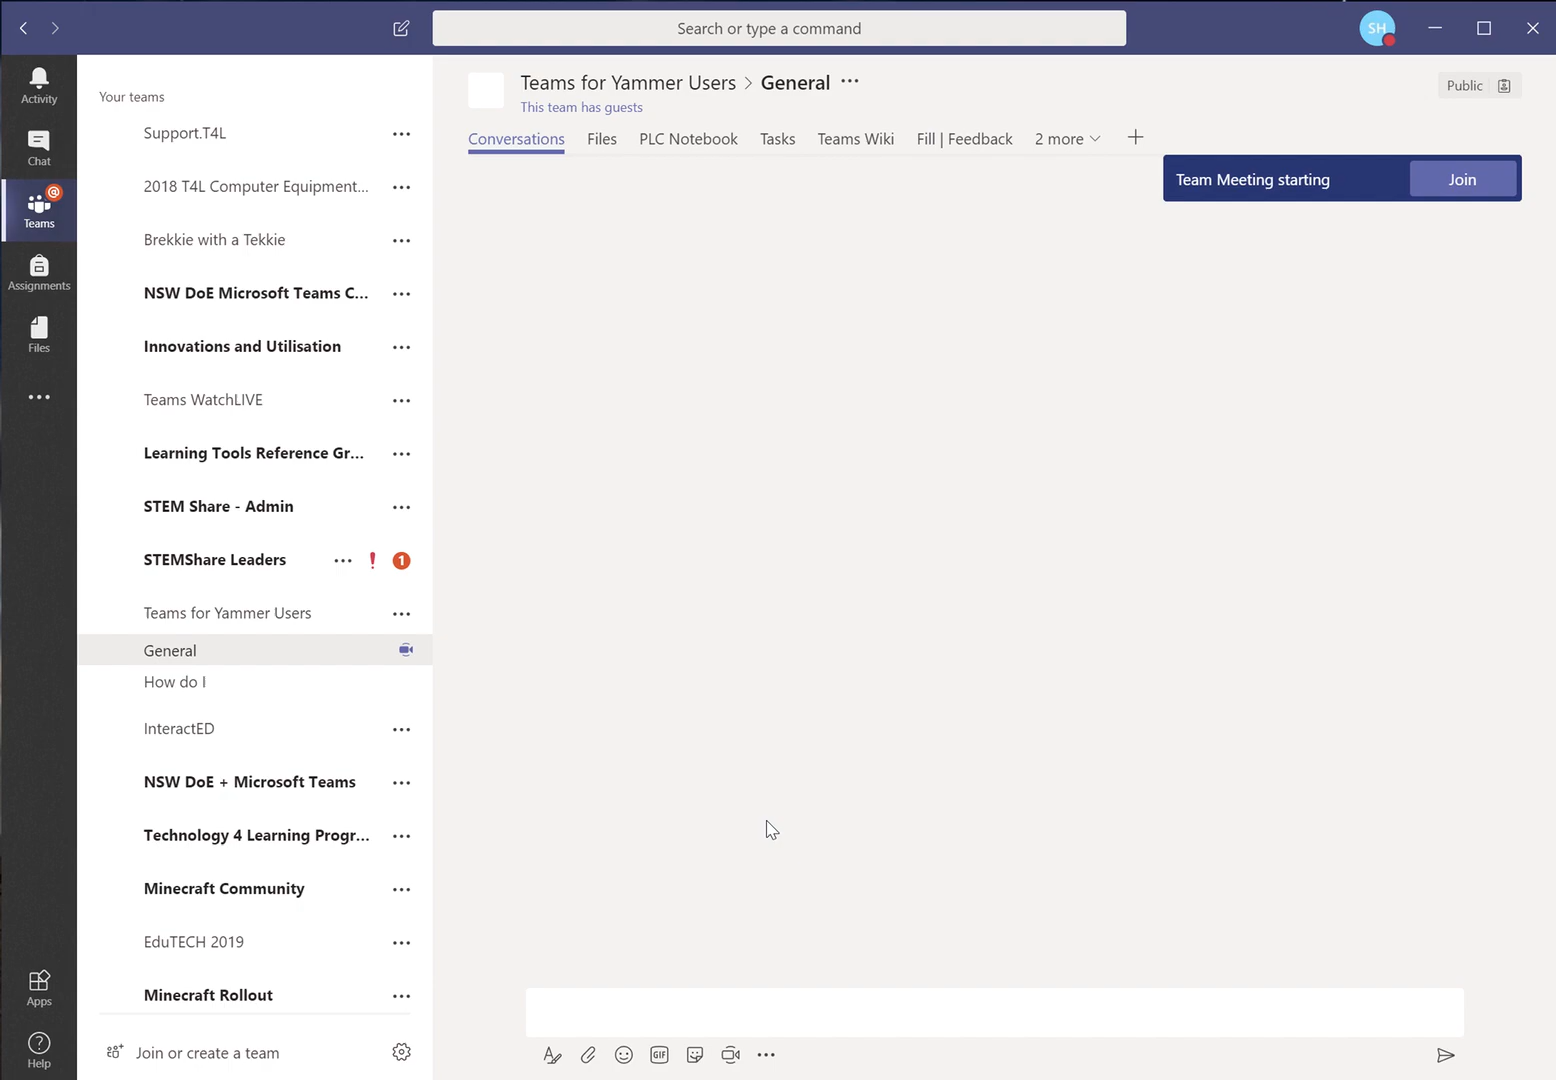 Search or type a command
SH
Activity
Chat
@
Teams
Assignments
Files
Apps
Help
Your teams
Support.T4L
2018 T4L Computer Equipment...
Brekkie with a Tekkie
NSW DoE Microsoft Teams C...
Innovations and Utilisation
Teams WatchLIVE
Learning Tools Reference Gr...
STEM Share - Admin
STEMShare Leaders ! 1
Teams for Yammer Users
General
How do I
InteractED
NSW DoE + Microsoft Teams
Technology 4 Learning Progr...
Minecraft Community
EduTECH 2019
Minecraft Rollout
Join or create a team
Teams for Yammer Users > General ...
This team has guests
Public
Conversations Files PLC Notebook Tasks Teams Wiki Fill | Feedback 2 more
Team Meeting starting Join
GIF